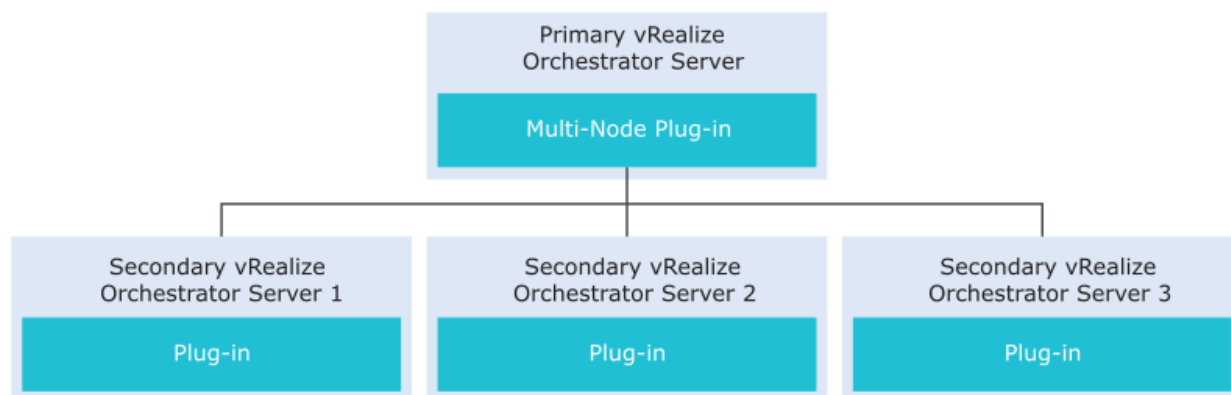 Primary vRealize
Orchestrator Server
Multi-Node Plug-in
Secondary vRealize
Orchestrator Server 1
Plug-in
Secondary vRealize
Orchestrator Server 2
Plug-in
Secondary vRealize
Orchestrator Server 3
Plug-in